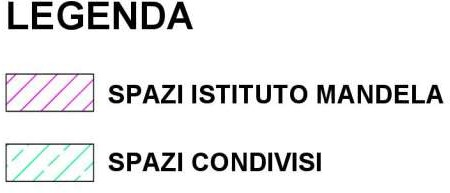 LEGENDA
SPAZI ISTITUTO MANDELA
SPAZI CONDIVISI